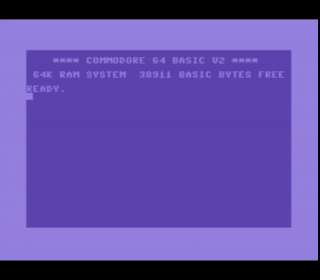 **** COMMODORE 64 BASIC V2 ****
64K RAM SYSTEM  38911 BASIC BYTES FREE
READY.